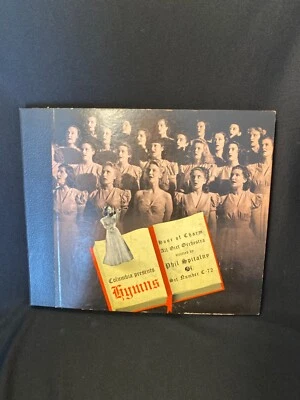 Columbia presents
Hymns
Hour of Charm
All Girl Orchestra
directed by
Phil Spitalny
Set Number C-72